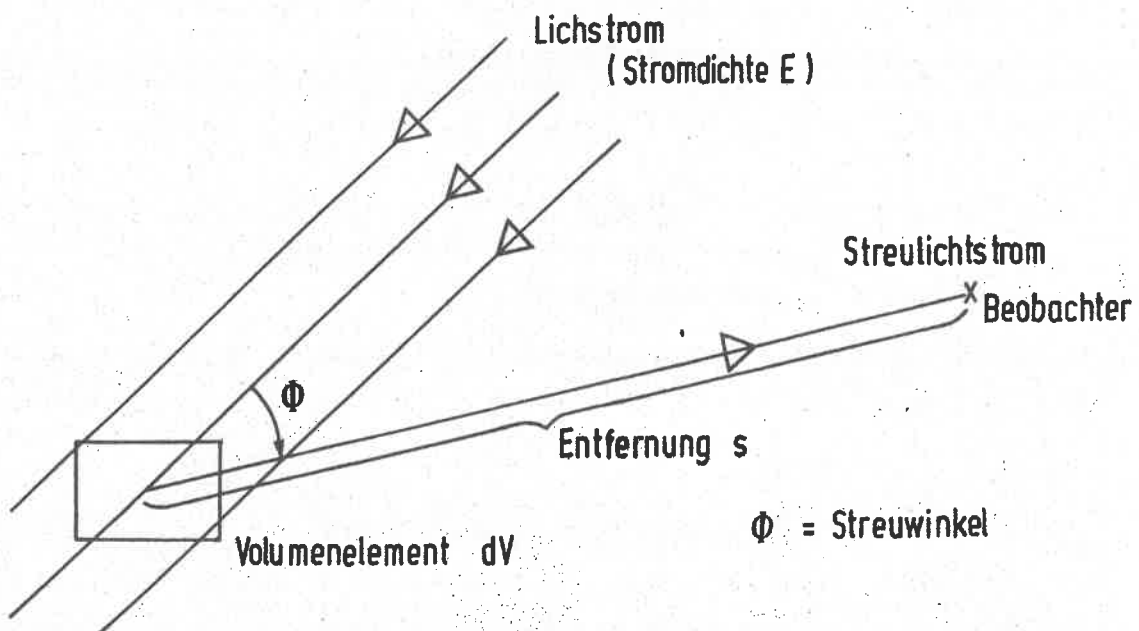 Lichstrom
( Stromdichte E )
Streulichtstrom
x
Beobachter
Φ
Entfernung s
Φ = Streuwinkel
Volumenelement dV